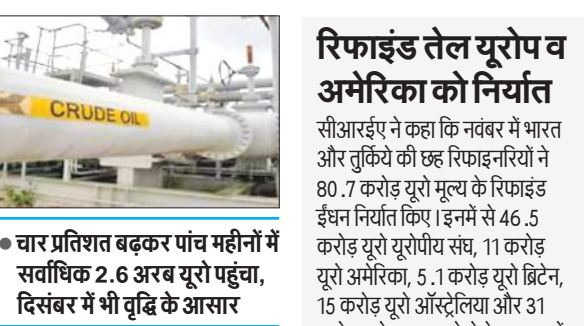 CRUDE OIL
● चार प्रतिशत बढ़कर पांच महीनों में
सर्वाधिक 2.6 अरब यूरो पहुंचा,
दिसंबर में भी वृद्धि के आसार
रिफाइंड तेल यूरोप व
अमेरिका को निर्यात
सीआरईए ने कहा कि नवंबर में भारत
और तुर्किये की छह रिफाइनरियों ने
80.7 करोड़ यूरो मूल्य के रिफाइंड
ईंधन निर्यात किए। इनमें से 46.5
करोड़ यूरो यूरोपीय संघ, 11 करोड़
यूरो अमेरिका, 5.1 करोड़ यूरो ब्रिटेन,
15 करोड़ यूरो ऑस्ट्रेलिया और 31